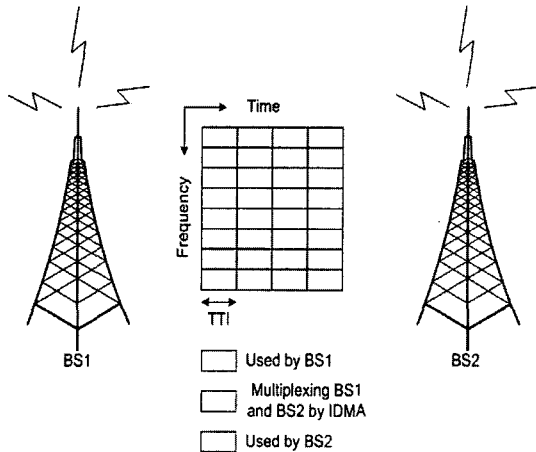 Time
Frequency
TTI
BS1
BS2
Used by BS1
Multiplexing BS1
and BS2 by IDMA
Used by BS2